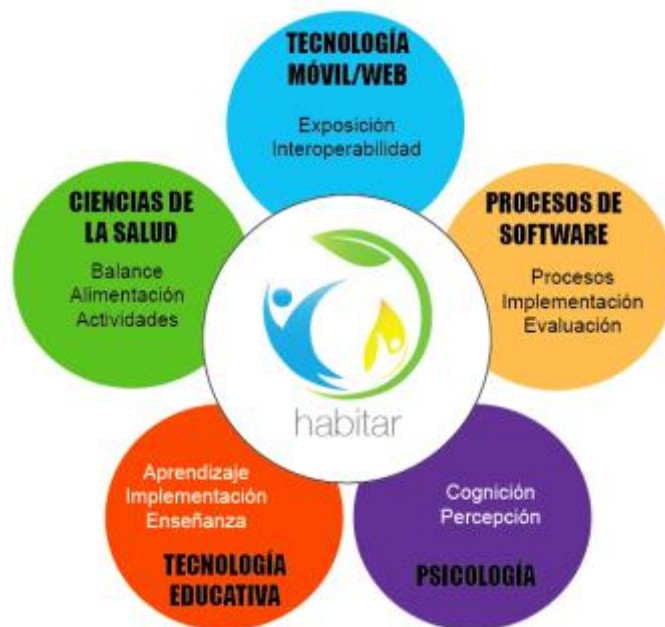 TECNOLOGÍA
MÓVIL/WEB
Exposición
Interoperabilidad
CIENCIAS DE
LA SALUD
Balance
Alimentación
Actividades
PROCESOS DE
SOFTWARE
Procesos
Implementación
Evaluación
habitar
Aprendizaje
Implementación
Enseñanza
TECNOLOGÍA
EDUCATIVA
Cognición
Percepción
PSICOLOGÍA